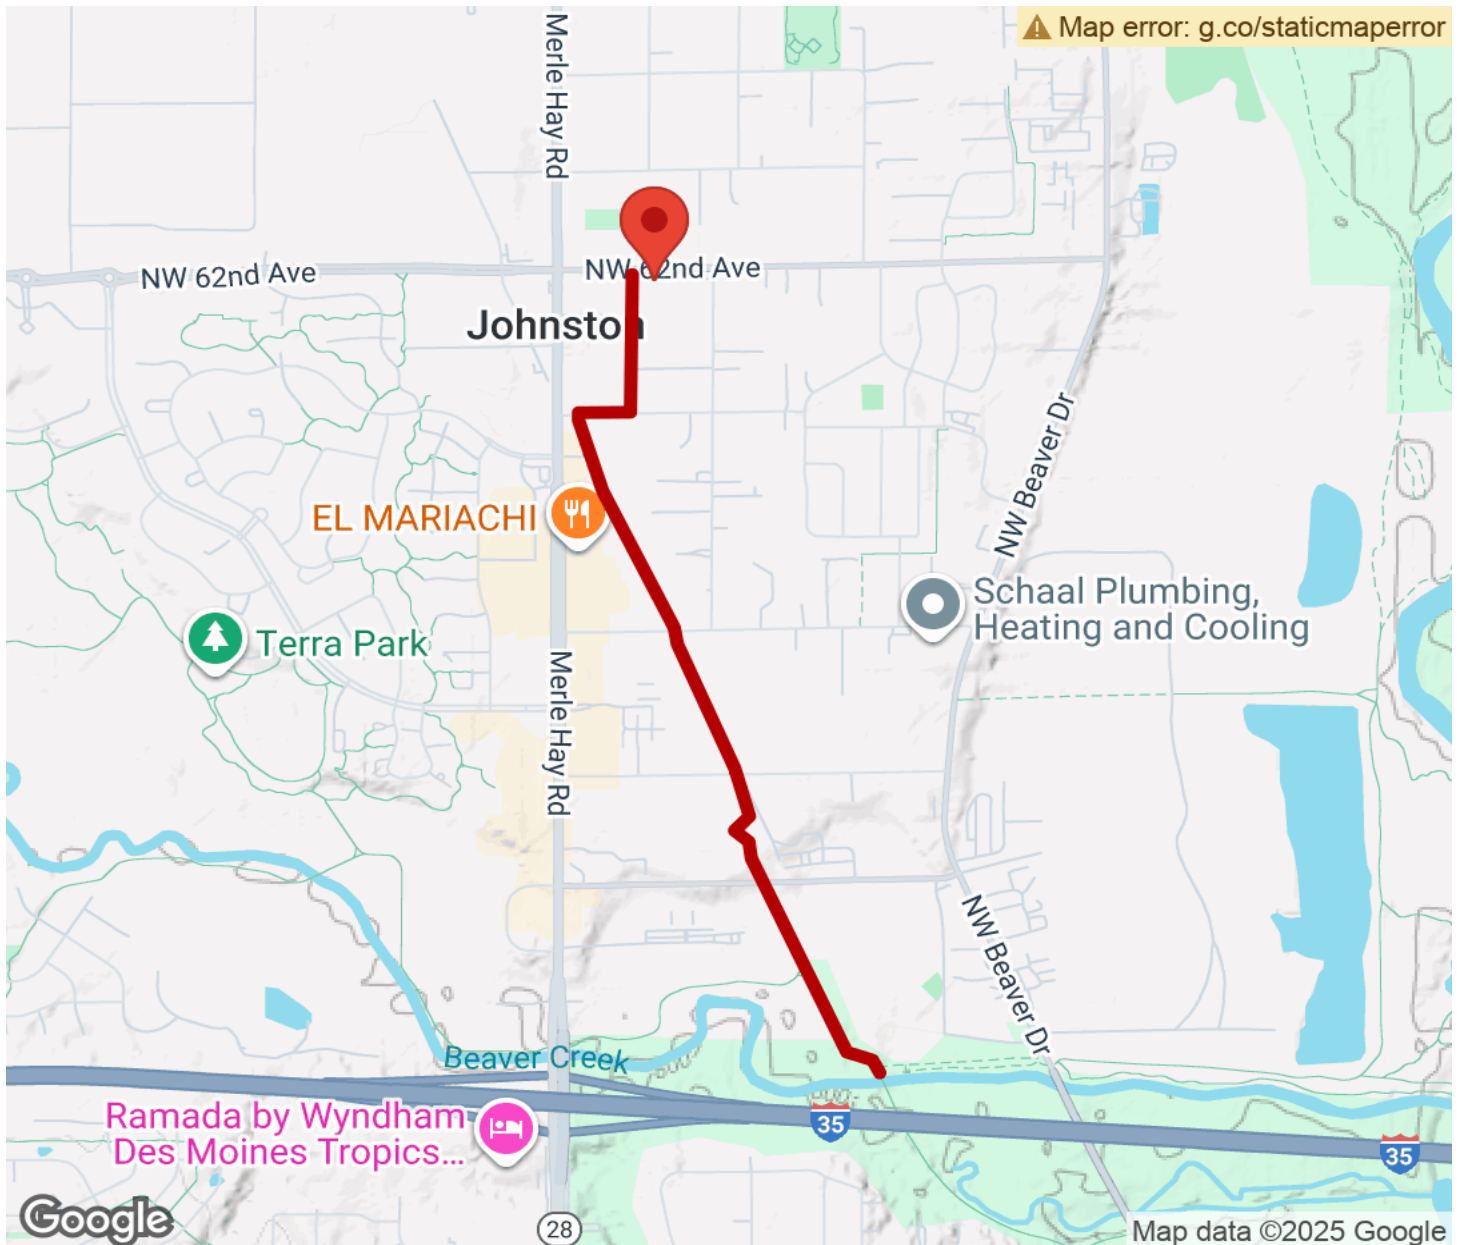 Map error: g.co/staticmaperror
Merle Hay Rd
NW 62nd Ave
NW 62nd Ave
Johnston
NW Beaver Dr
EL MARIACHI
Schaal Plumbing,
Heating and Cooling
Terra Park
Merle Hay Rd
NW Beaver Dr
Beaver Creek
Ramada by Wyndham
Des Moines Tropics...
35
35
28
Google
Map data ©2025 Google